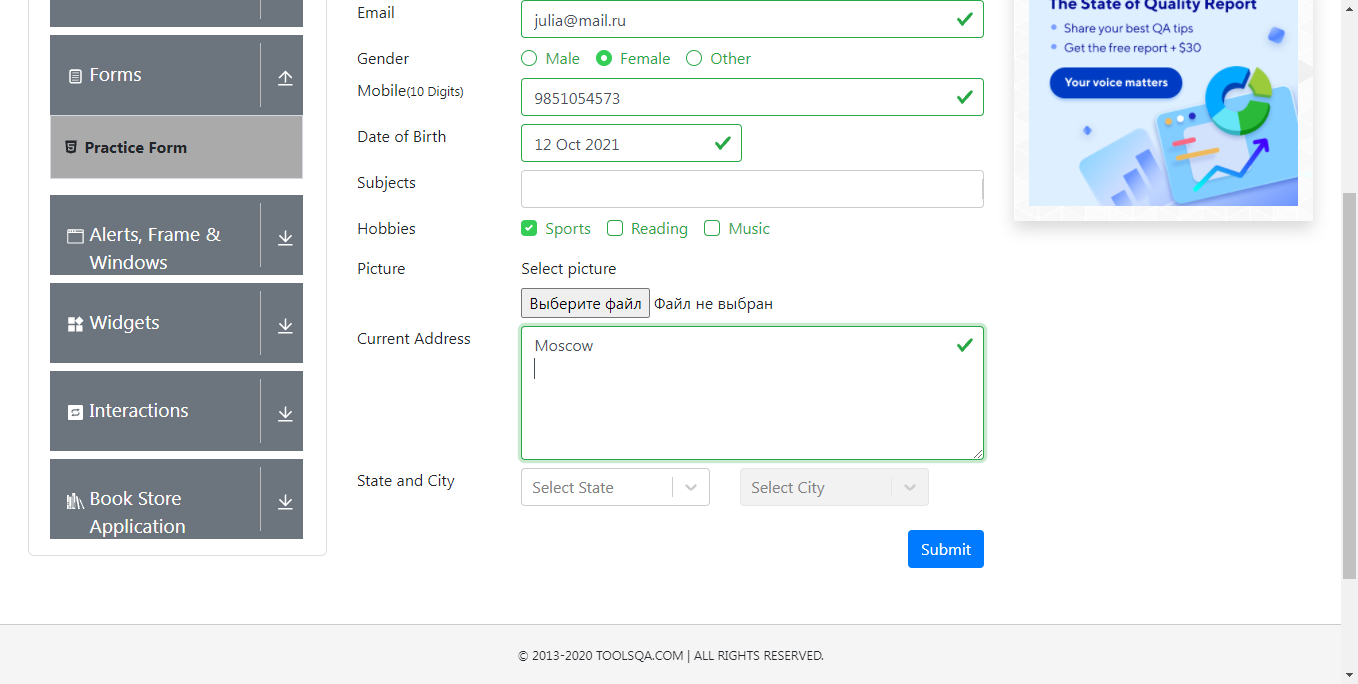 Forms
Practice Form
Alerts, Frame &
Windows
Widgets
Interactions
Book Store
Application
Email
julia@mail.ru
Gender
Male Female Other
Mobile(10 Digits)
9851054573
Date of Birth
12 Oct 2021
Subjects
Hobbies
Sports Reading Music
Picture
Select picture
Выберите файл Файл не выбран
Current Address
Moscow
State and City
Select State Select City
Submit
The State of Quality Report
Share your best QA tips
Get the free report + $30
Your voice matters
© 2013-2020 TOOLSQA.COM | ALL RIGHTS RESERVED.